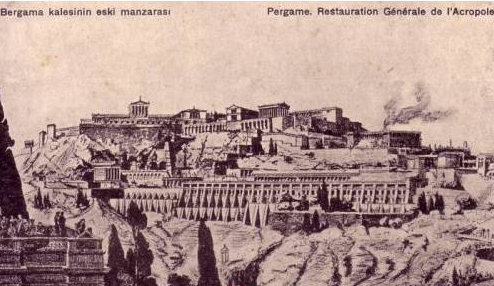 Bergama kalesinin eski manzarası
Pergame. Restauration Générale de l'Acropole